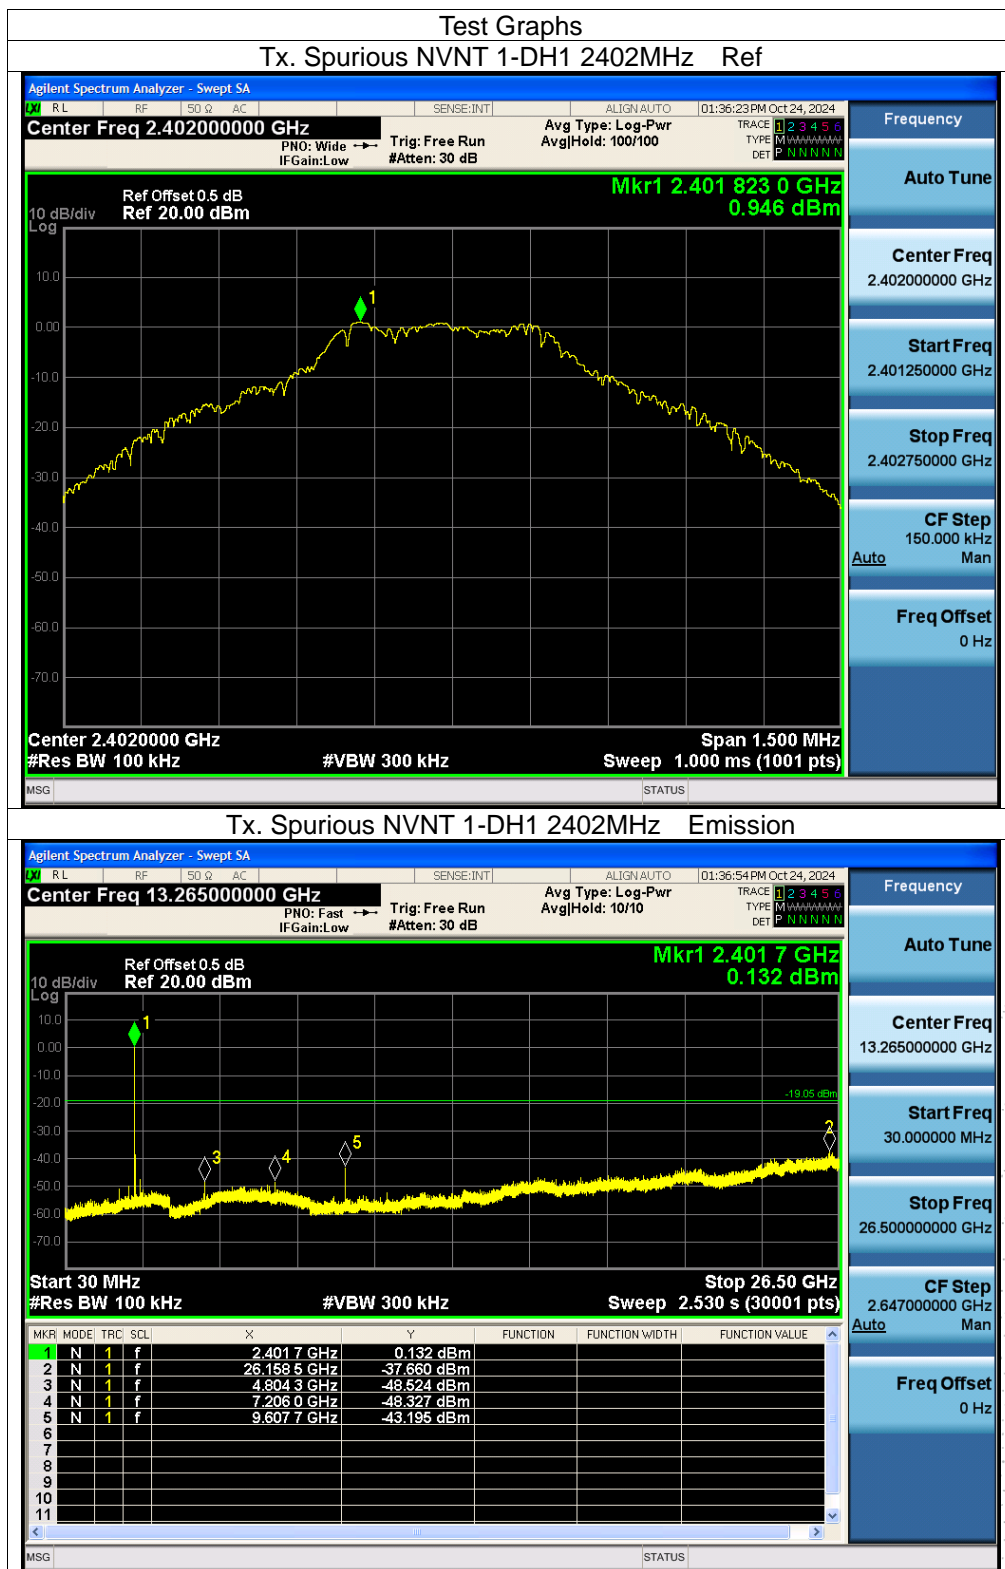 Test Graphs
Tx. Spurious NVNT 1-DH1 2402MHz Ref
Agilent Spectrum Analyzer - Swept SA
LXI RL RF 50 Ω AC SENSE:INT ALIGN AUTO 01:36:23 PM Oct 24, 2024
Center Freq 2.402000000 GHz
PNO: Wide
IFGain:Low
Trig: Free Run
#Atten: 30 dB
Avg Type: Log-Pwr
Avg|Hold: 100/100
TRACE 1 2 3 4 5 6
TYPE M WWWWW
DET P N N N N N
Frequency
Auto Tune
Center Freq
2.402000000 GHz
Start Freq
2.401250000 GHz
Stop Freq
2.402750000 GHz
CF Step
150.000 kHz
Auto Man
Freq Offset
0 Hz
Mkr1 2.401 823 0 GHz
0.946 dBm
Ref Offset 0.5 dB
10 dB/div Ref 20.00 dBm
Log
10.0
0.00
-10.0
-20.0
-30.0
-40.0
-50.0
-60.0
-70.0
1
Center 2.4020000 GHz Span 1.500 MHz
#Res BW 100 kHz #VBW 300 kHz Sweep 1.000 ms (1001 pts)
MSG STATUS
Tx. Spurious NVNT 1-DH1 2402MHz Emission
Agilent Spectrum Analyzer - Swept SA
LXI RL RF 50 Ω AC SENSE:INT ALIGN AUTO 01:36:54 PM Oct 24, 2024
Center Freq 13.265000000 GHz
PNO: Fast
IFGain:Low
Trig: Free Run
#Atten: 30 dB
Avg Type: Log-Pwr
Avg|Hold: 10/10
TRACE 1 2 3 4 5 6
TYPE M WWWWW
DET P N N N N N
Frequency
Auto Tune
Center Freq
13.265000000 GHz
Start Freq
30.000000 MHz
Stop Freq
26.500000000 GHz
CF Step
2.647000000 GHz
Auto Man
Freq Offset
0 Hz
Mkr1 2.401 7 GHz
0.132 dBm
Ref Offset 0.5 dB
10 dB/div Ref 20.00 dBm
Log
10.0
0.00
-10.0
-20.0
-30.0
-40.0
-50.0
-60.0
-70.0
1
-19.05 dBm
2
3
4
5
Start 30 MHz Stop 26.50 GHz
#Res BW 100 kHz #VBW 300 kHz Sweep 2.530 s (30001 pts)
MKR MODE TRC SCL X Y FUNCTION FUNCTION WIDTH FUNCTION VALUE
1 N 1 f 2.401 7 GHz 0.132 dBm
2 N 1 f 26.158 5 GHz -37.660 dBm
3 N 1 f 4.804 3 GHz -48.524 dBm
4 N 1 f 7.206 0 GHz -48.327 dBm
5 N 1 f 9.607 7 GHz -43.195 dBm
6
7
8
9
10
11
MSG STATUS